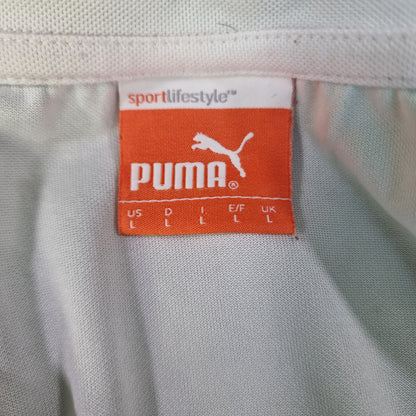 sportlifestyle™
PUMA®
US D I E/F UK
L L L L L